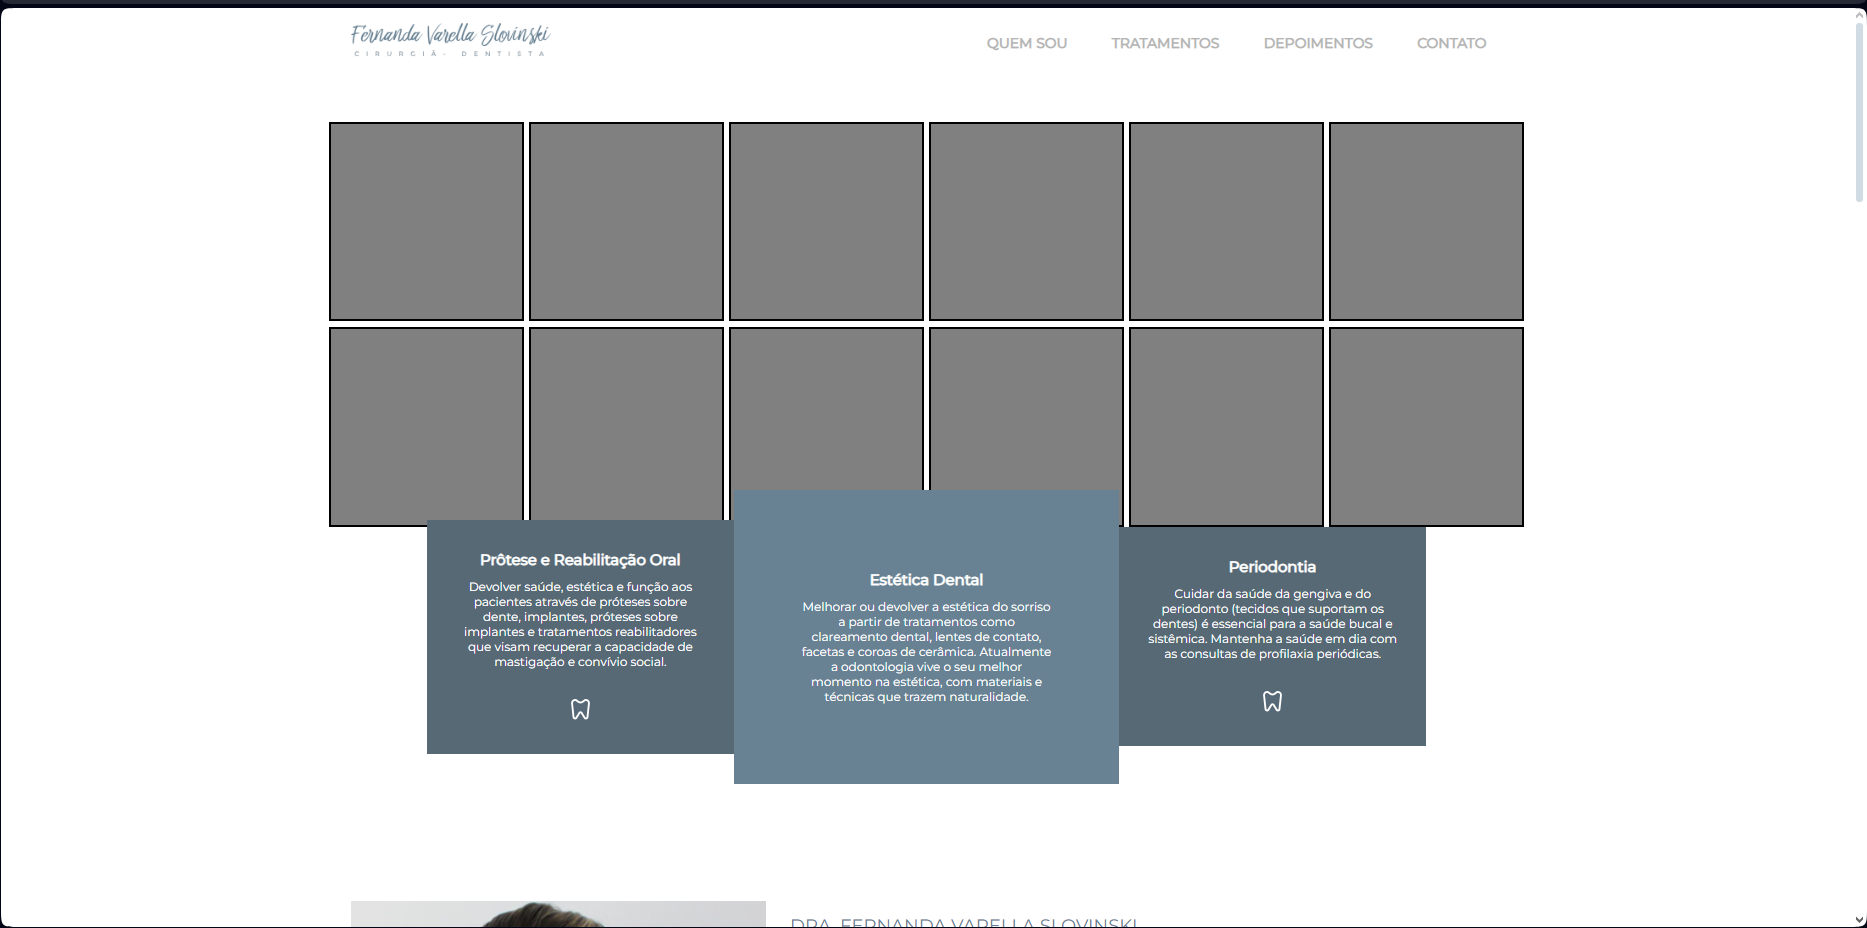 Fernanda Varella Slovinski
CIRURGIÃ- DENTISTA
QUEM SOU
TRATAMENTOS
DEPOIMENTOS
CONTATO
Prôtese e Reabilitação Oral
Devolver saúde, estética e função aos
pacientes através de próteses sobre
dente, implantes, próteses sobre
implantes e tratamentos reabilitadores
que visam recuperar a capacidade de
mastigação e convívio social.
Estética Dental
Melhorar ou devolver a estética do sorriso
a partir de tratamentos como
clareamento dental, lentes de contato,
facetas e coroas de cerâmica. Atualmente
a odontologia vive o seu melhor
momento na estética, com materiais e
técnicas que trazem naturalidade.
Periodontia
Cuidar da saúde da gengiva e do
periodonto (tecidos que suportam os
dentes) é essencial para a saúde bucal e
sistêmica. Mantenha a saúde em dia com
as consultas de profilaxia periódicas.
DRA. FERNANDA VARELLA SLOVINSKI